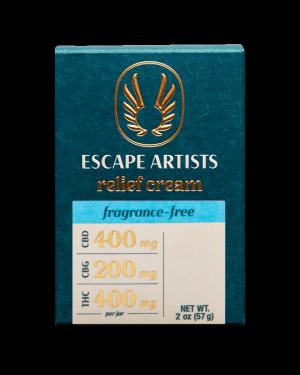 ESCAPE ARTISTS
relief cream
fragrance-free
CBD 400 mg
CBG 200 mg
THC 400 mg
per jar
NET WT.
2 oz (57 g)